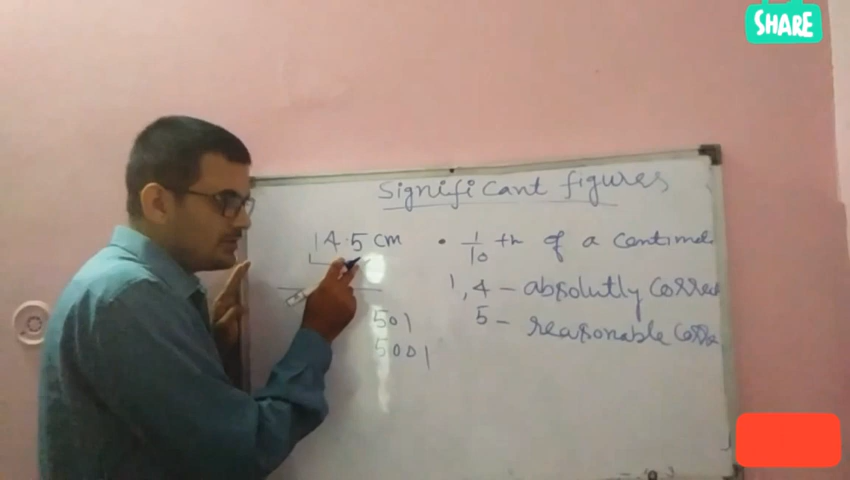 SHARE
Significant figures
14.5 cm • 1/10 th of a centimet
1, 4 - absolutly correc
5 - reasonable Corre
501
5001